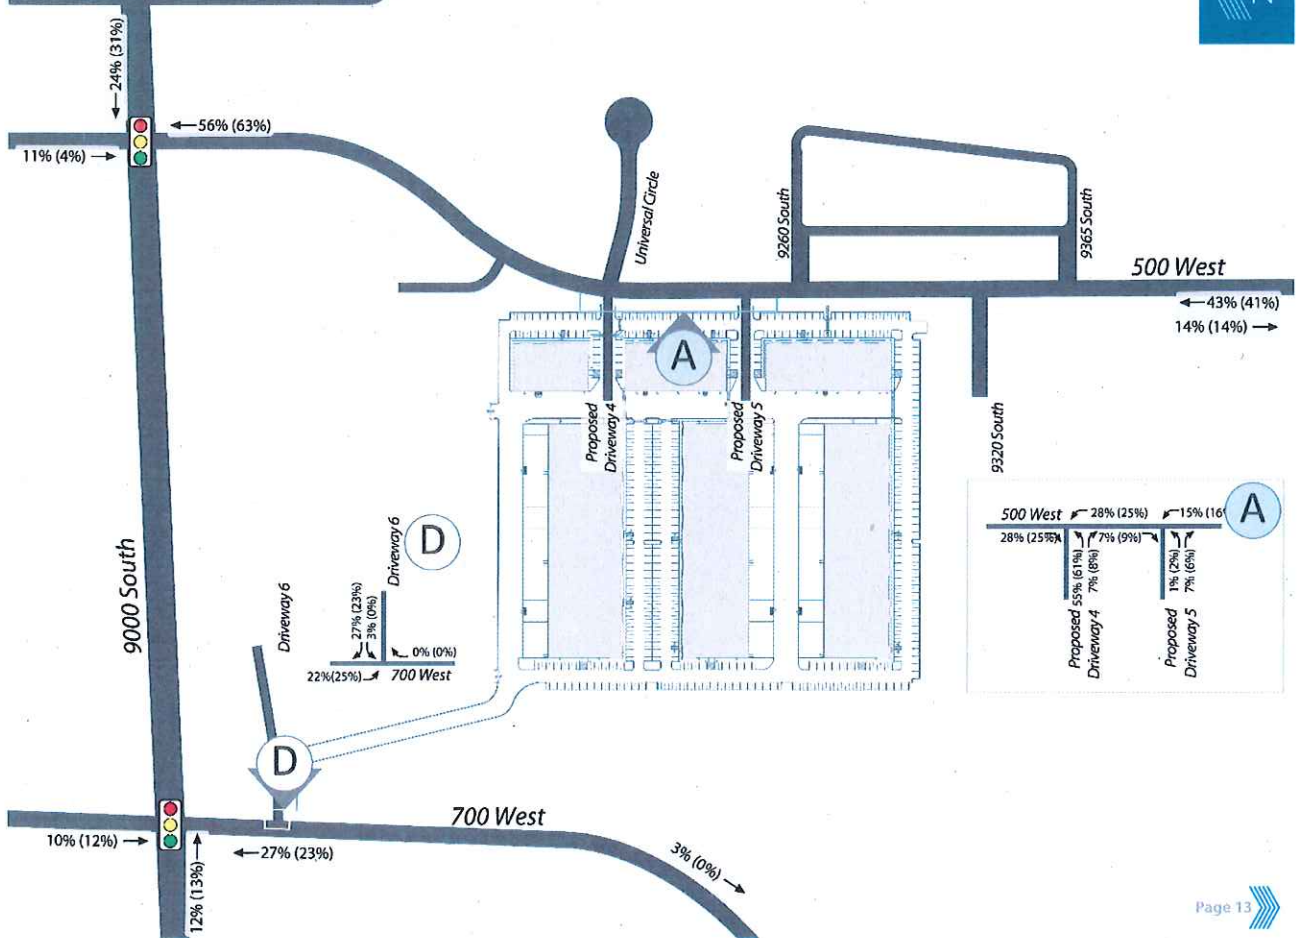 24% (31%)
56% (63%)
11% (4%)
Universal Circle
9260 South
9365 South
500 West
43% (41%)
14% (14%)
A
Proposed
Driveway 4
Proposed
Driveway 5
9320 South
9000 South
D
Driveway 6
27% (23%)
3% (0%)
0% (0%)
22%(25%)
700 West
Driveway 6
A
500 West
28% (25%)
15% (16
28% (25%)
7% (9%)
55% (61%)
7% (8%)
1% (2%)
7% (6%)
Proposed
Driveway 4
Proposed
Driveway 5
D
700 West
10% (12%)
27% (23%)
3% (0%)
12% (13%)
Page 13